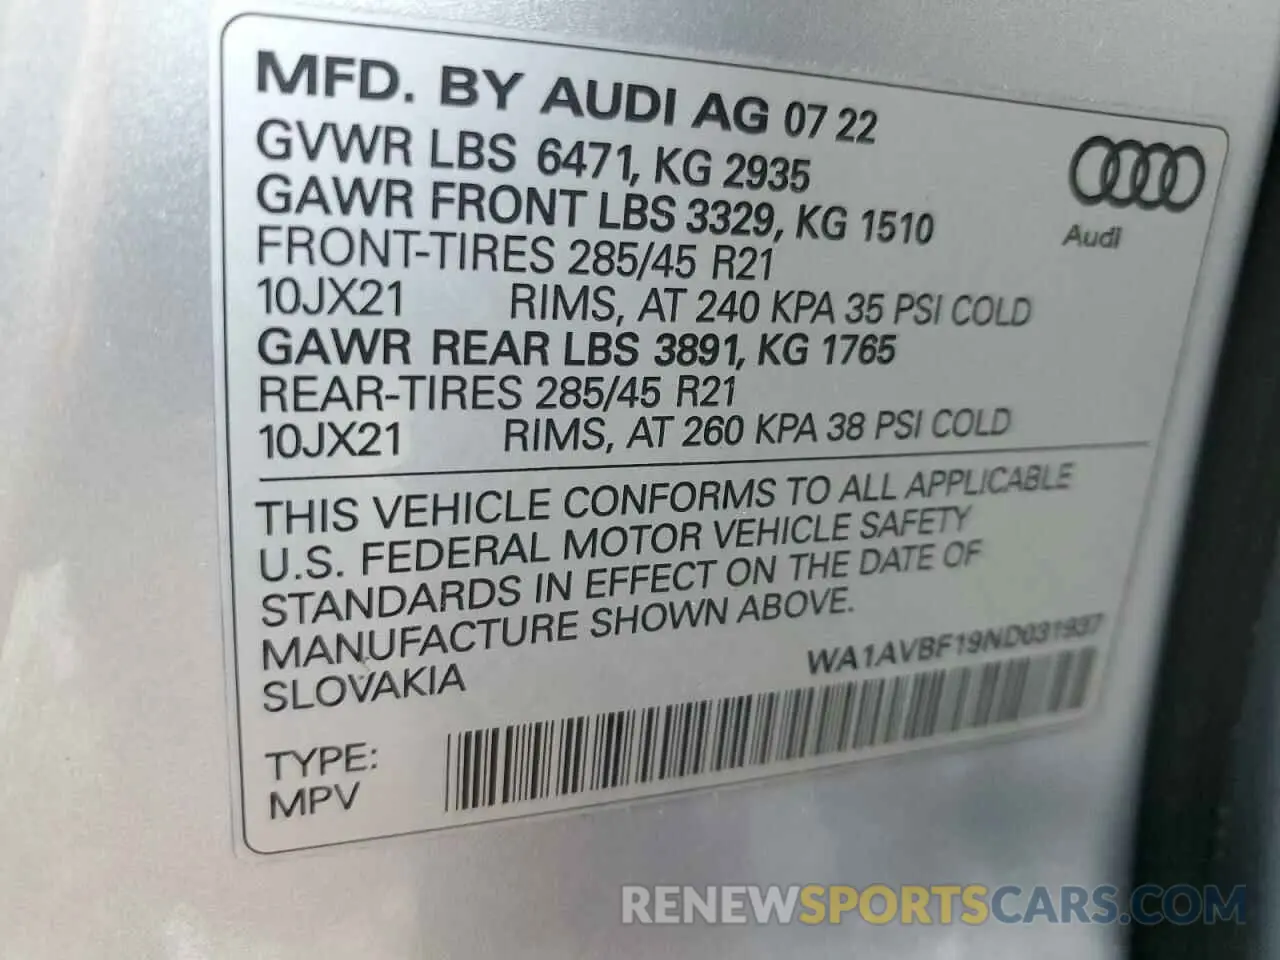 MFD. BY AUDI AG 07 22
GVWR LBS 6471, KG 2935
GAWR FRONT LBS 3329, KG 1510
FRONT-TIRES 285/45 R21
10JX21 RIMS, AT 240 KPA 35 PSI COLD
GAWR REAR LBS 3891, KG 1765
REAR-TIRES 285/45 R21
10JX21 RIMS, AT 260 KPA 38 PSI COLD
Audi
THIS VEHICLE CONFORMS TO ALL APPLICABLE
U.S. FEDERAL MOTOR VEHICLE SAFETY
STANDARDS IN EFFECT ON THE DATE OF
MANUFACTURE SHOWN ABOVE.
SLOVAKIA
WA1AVBF19ND031937
TYPE:
MPV
RENEWSPORTSCARS.COM